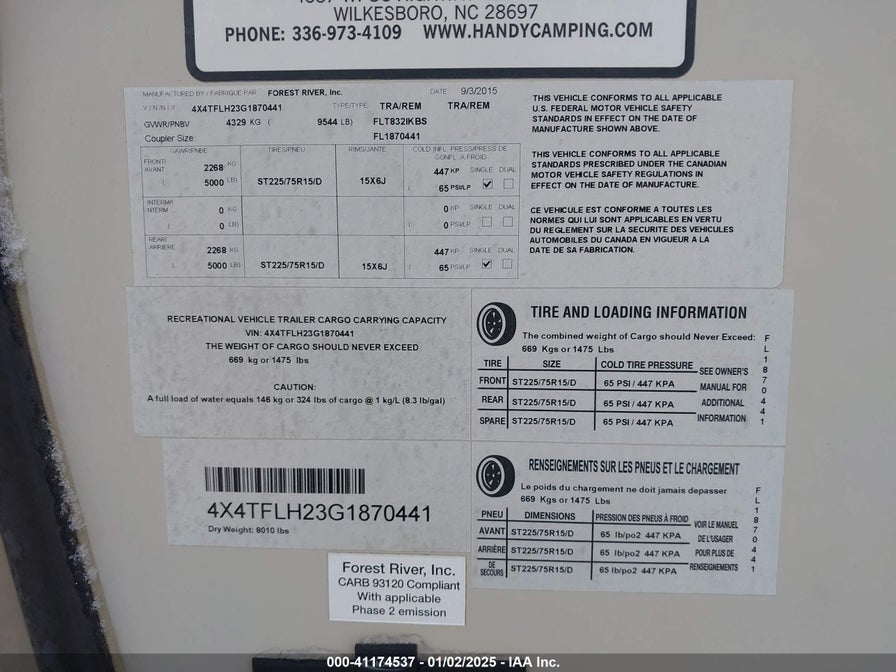 WILKESBORO, NC 28697
PHONE: 336-973-4109 WWW.HANDYCAMPING.COM
MANUFACTURED BY / FABRIQUE PAR FOREST RIVER, Inc. DATE 9/3/2015
V.I.N/N.I.V 4X4TFLH23G1870441 TYPE/TYPE TRA/REM TRA/REM
GVWR/PNBV 4329 KG ( 9544 LB) FLT832IKBS
Coupler Size: FL1870441
GAWR/PNBE TIRES/PNEU RIMS/JANTE COLD INFL. PRESS/PRESS DE GONFL. A FROID
FRONT/ AVANT 2268 KG 447 KP SINGLE DUAL
( 5000 LB) ST225/75R15/D 15X6J ( 65 PSI/LP
INTERM/ INTERM 0 KG 0 KP SINGLE DUAL
( 0 LB) ( 0 PSI/LP
REAR/ ARRIERE 2268 KG 447 KP SINGLE DUAL
( 5000 LB) ST225/75R15/D 15X6J ( 65 PSI/LP
THIS VEHICLE CONFORMS TO ALL APPLICABLE
U.S. FEDERAL MOTOR VEHICLE SAFETY
STANDARDS IN EFFECT ON THE DATE OF
MANUFACTURE SHOWN ABOVE.
THIS VEHICLE CONFORMS TO ALL APPLICABLE
STANDARDS PRESCRIBED UNDER THE CANADIAN
MOTOR VEHICLE SAFETY REGULATIONS IN
EFFECT ON THE DATE OF MANUFACTURE.
CE VEHICULE EST CONFORME A TOUTES LES
NORMES QUI LUI SONT APPLICABLES EN VERTU
DU REGLEMENT SUR LA SECURITE DES VEHICULES
AUTOMOBILES DU CANADA EN VIGUEUR A LA
DATE DE SA FABRICATION.
RECREATIONAL VEHICLE TRAILER CARGO CARRYING CAPACITY
VIN: 4X4TFLH23G1870441
THE WEIGHT OF CARGO SHOULD NEVER EXCEED
669 kg or 1475 lbs
CAUTION:
A full load of water equals 146 kg or 324 lbs of cargo @ 1 kg/L (8.3 lb/gal)
TIRE AND LOADING INFORMATION
The combined weight of Cargo should Never Exceed:
669 Kgs or 1475 Lbs
TIRE SIZE COLD TIRE PRESSURE
FRONT ST225/75R15/D 65 PSI / 447 KPA
REAR ST225/75R15/D 65 PSI / 447 KPA
SPARE ST225/75R15/D 65 PSI / 447 KPA
SEE OWNER'S
MANUAL FOR
ADDITIONAL
INFORMATION
FL1870441
4X4TFLH23G1870441
Dry Weight: 8010 lbs
RENSEIGNEMENTS SUR LES PNEUS ET LE CHARGEMENT
Le poids du chargement ne doit jamais depasser
669 Kgs or 1475 Lbs
PNEU DIMENSIONS PRESSION DES PNEUS À FROID
AVANT ST225/75R15/D 65 lb/po2 447 KPA
ARRIÈRE ST225/75R15/D 65 lb/po2 447 KPA
DE SECOURS ST225/75R15/D 65 lb/po2 447 KPA
VOIR LE MANUEL
DE L'USAGER
POUR PLUS DE
RENSEIGNEMENTS
FL1870441
Forest River, Inc.
CARB 93120 Compliant
With applicable
Phase 2 emission
000-41174537 - 01/02/2025 - IAA Inc.